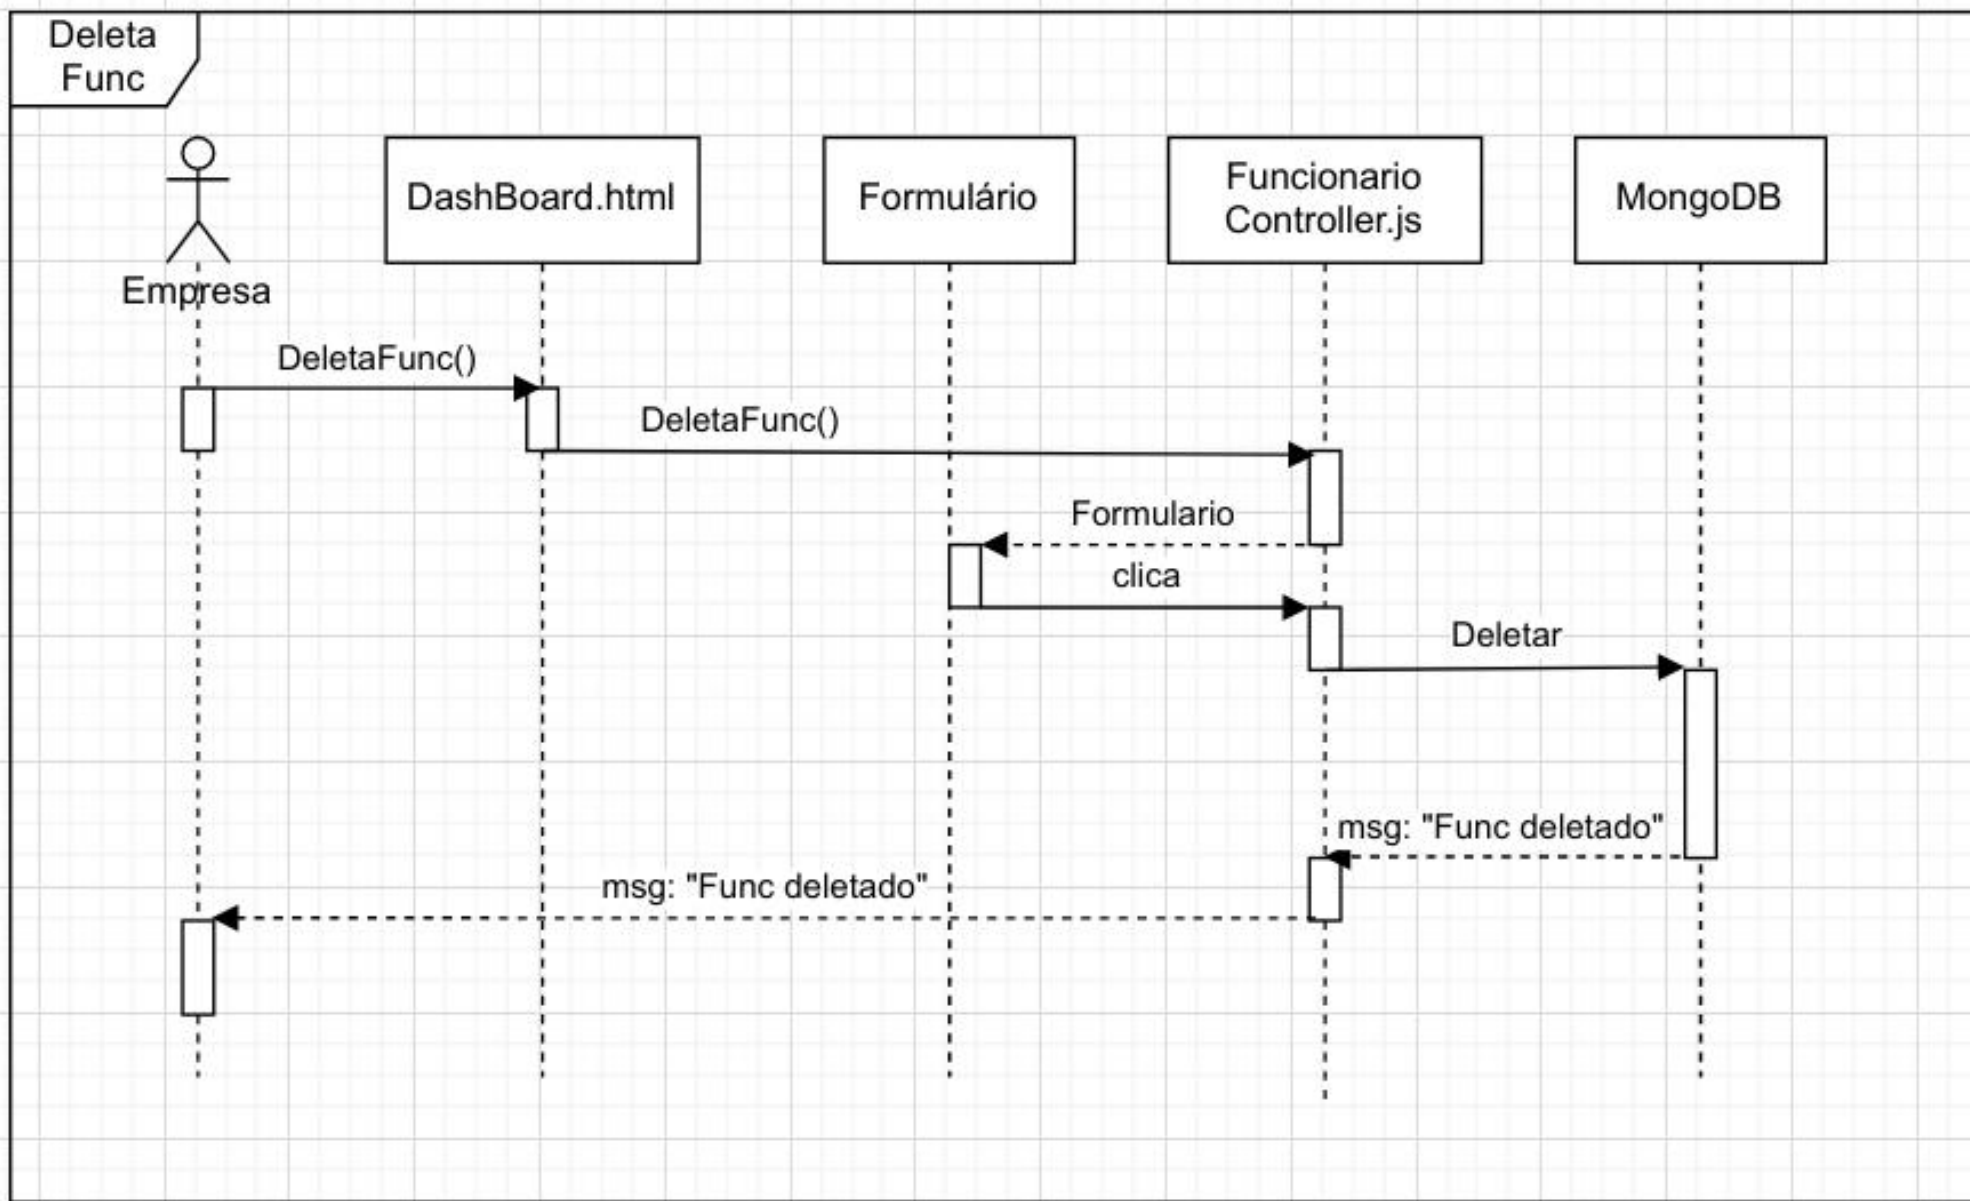 Deleta
Func
DashBoard.html
Formulário
Funcionario
Controller.js
MongoDB
Empresa
DeletaFunc()
DeletaFunc()
Formulario
clica
Deletar
msg: "Func deletado"
msg: "Func deletado"